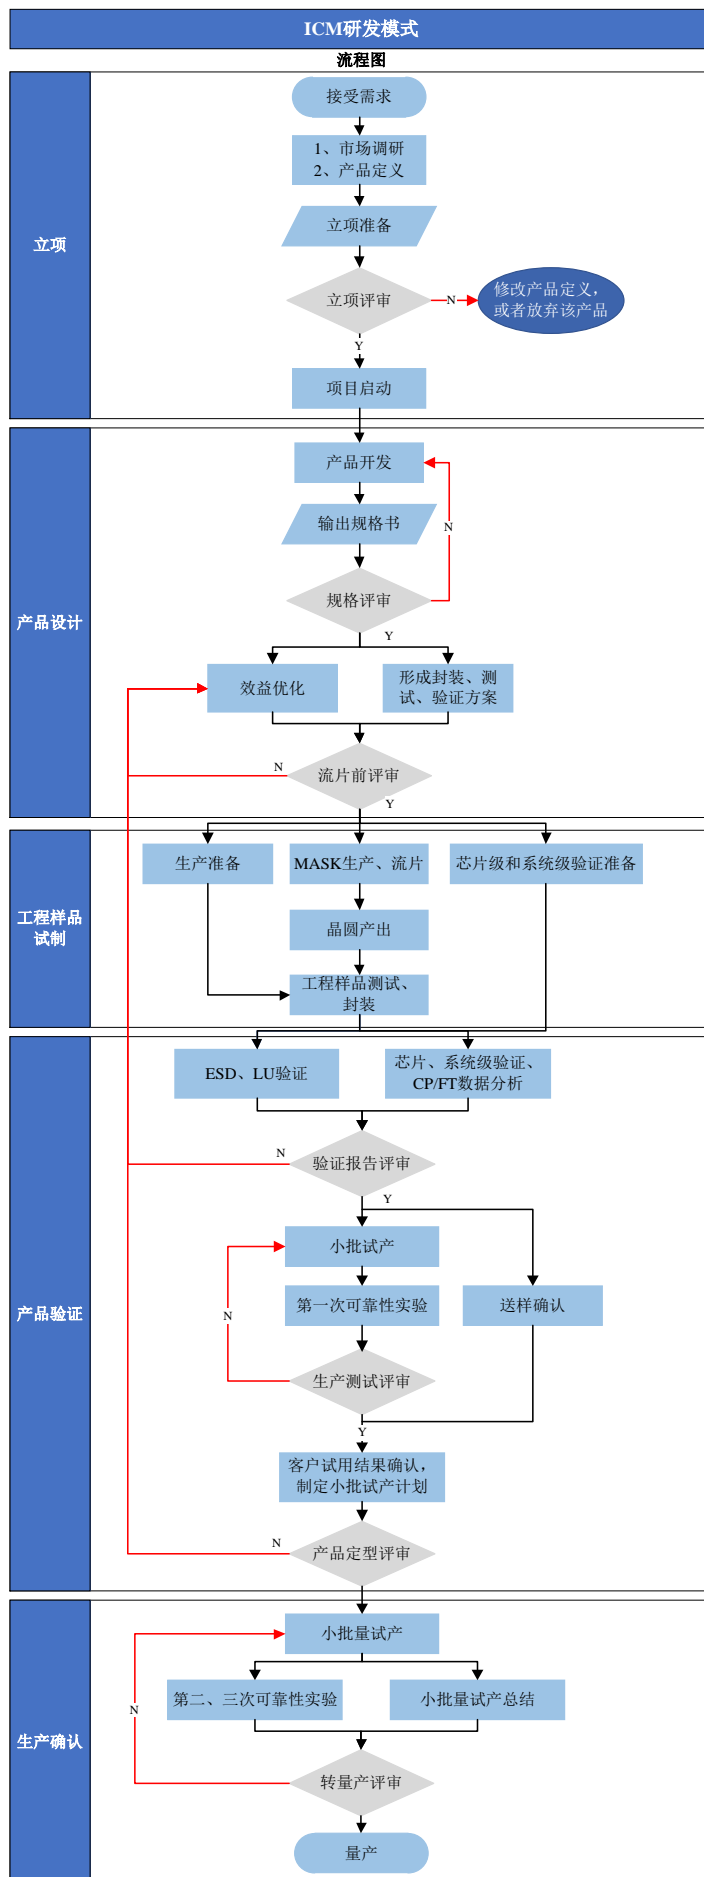 ICM研发模式
流程图
立项
接受需求
1、市场调研
2、产品定义
立项准备
立项评审
N
修改产品定义，
或者放弃该产品
Y
项目启动
产品设计
产品开发
输出规格书
N
规格评审
Y
效益优化
形成封装、测
试、验证方案
N
流片前评审
Y
工程样品
试制
生产准备
MASK生产、流片
芯片级和系统级验证准备
晶圆产出
工程样品测试、
封装
产品验证
ESD、LU验证
芯片、系统级验证、
CP/FT数据分析
N
验证报告评审
Y
小批试产
第一次可靠性实验
送样确认
N
生产测试评审
Y
客户试用结果确认，
制定小批试产计划
N
产品定型评审
生产确认
小批量试产
第二、三次可靠性实验
小批量试产总结
N
转量产评审
量产